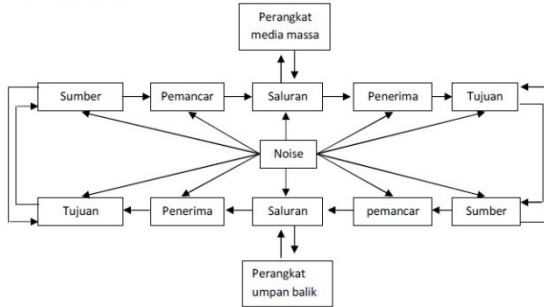 Perangkat
media massa
Sumber
Pemancar
Saluran
Penerima
Tujuan
Noise
Tujuan
Penerima
Saluran
pemancar
Sumber
Perangkat
umpan balik